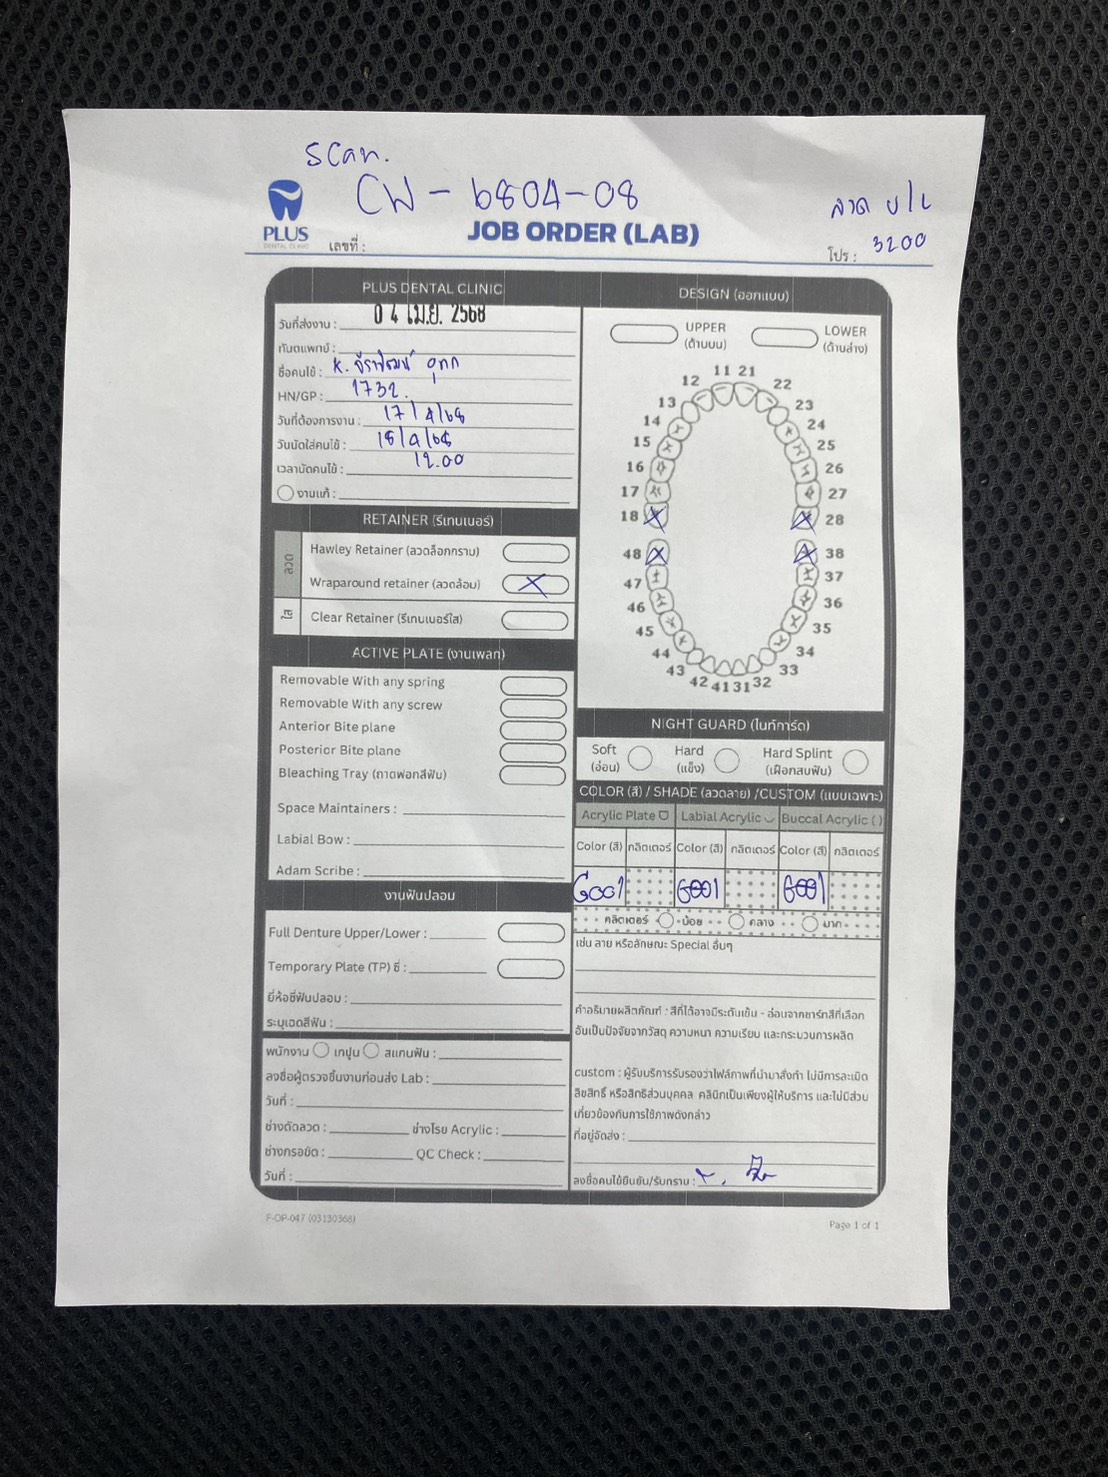 scan.
CW - 6804-08
ลวด U/L
PLUS
DENTAL CLINIC
เลขที่ :
JOB ORDER (LAB)
โปร : 3200
PLUS DENTAL CLINIC
วันที่ส่งงาน : 04 เม.ย. 2568
ทันตแพทย์ :
ชื่อคนไข้ : K.
HN/GP : 1732.
วันที่ต้องการงาน : 17/4/68
วันนัดใส่คนไข้ : 18/4/68
เวลานัดคนไข้ : 12.00
งานแก้ :
RETAINER (รีเทนเนอร์)
ลวด
Hawley Retainer (ลวดล็อกกราม)
Wraparound retainer (ลวดล้อม) X
ใส
Clear Retainer (รีเทนเนอร์ใส)
ACTIVE PLATE (งานเพลท)
Removable With any spring
Removable With any screw
Anterior Bite plane
Posterior Bite plane
Bleaching Tray (ถาดฟอกสีฟัน)
Space Maintainers :
Labial Bow :
Adam Scribe :
งานฟันปลอม
Full Denture Upper/Lower :
Temporary Plate (TP) ซี่ :
ยี่ห้อซี่ฟันปลอม :
ระบุเฉดสีฟัน :
พนักงาน เทปูน สแกนฟัน :
ลงชื่อผู้ตรวจชิ้นงานก่อนส่ง Lab :
วันที่ :
ช่างดัดลวด : ช่างโรย Acrylic :
ช่างกรอขัด : QC Check :
วันที่ :
DESIGN (ออกแบบ)
UPPER
(ด้านบน)
LOWER
(ด้านล่าง)
11 21
12 22
13 23
14 24
15 25
16 26
17 27
18 28
48 38
47 37
46 36
45 35
44 34
43 33
42 41 31 32
NIGHT GUARD (ไนท์การ์ด)
Soft
(อ่อน)
Hard
(แข็ง)
Hard Splint
(เฝือกสบฟัน)
COLOR (สี) / SHADE (ลวดลาย) /CUSTOM (แบบเฉพาะ)
Acrylic Plate Labial Acrylic Buccal Acrylic ( )
Color (สี) กลิตเตอร์ Color (สี) กลิตเตอร์ Color (สี) กลิตเตอร์
G001 G001 G001
กลิตเตอร์ น้อย กลาง มาก
เช่น ลาย หรือลักษณะ Special อื่นๆ
คำอธิบายผลิตภัณฑ์ : สีที่ได้อาจมีระดับเข้ม - อ่อนจากชาร์ทสีที่เลือก
อันเป็นปัจจัยจากวัสดุ ความหนา ความเรียบ และกระบวนการผลิต
custom : ผู้รับบริการรับรองว่าไฟล์ภาพที่นำมาสั่งทำ ไม่มีการละเมิด
ลิขสิทธิ์ หรือสิทธิส่วนบุคคล คลินิกเป็นเพียงผู้ให้บริการ และไม่มีส่วน
เกี่ยวข้องกับการใช้ภาพดังกล่าว
ที่อยู่จัดส่ง :
ลงชื่อคนไข้ยืนยัน/รับทราบ :
F-OP-047 (03130368)
Page 1 of 1